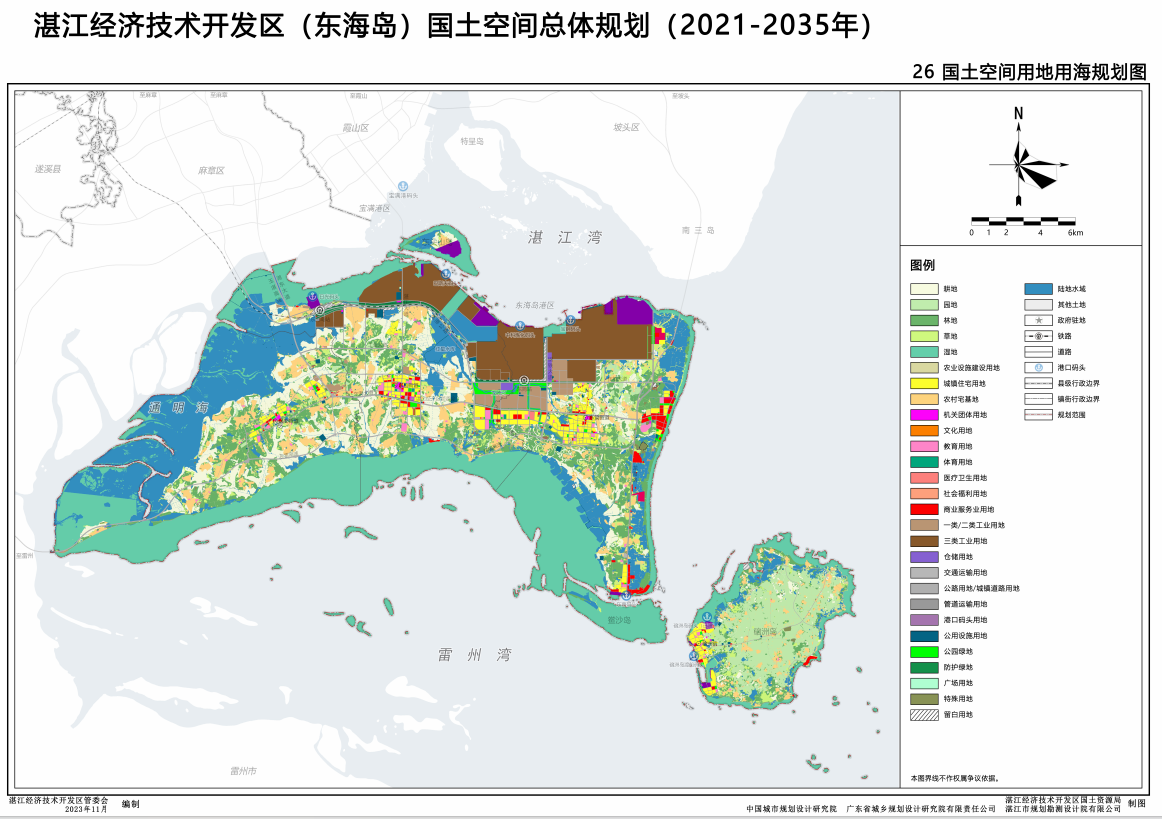 湛江经济技术开发区（东海岛）国土空间总体规划（2021-2035年）
26 国土空间用地用海规划图
至麻章
至麻章
至霞山
至坡头
霞山区
坡头区
特呈岛
遂溪县
麻章区
宝满港区
南三岛
湛江湾
东海岛港区
通明海
至雷州
硇洲岛
雷州湾
雷州市
N
0 1 2 4 6km
图例
耕地
园地
林地
草地
湿地
农业设施建设用地
城镇住宅用地
农村宅基地
机关团体用地
文化用地
教育用地
体育用地
医疗卫生用地
社会福利用地
商业服务业用地
一类/二类工业用地
三类工业用地
仓储用地
交通运输用地
公路用地/城镇道路用地
管道运输用地
港口码头用地
公用设施用地
公园绿地
防护绿地
广场用地
特殊用地
留白用地
陆地水域
其他土地
政府驻地
铁路
道路
港口码头
县级行政边界
镇街行政边界
规划范围
本图界线不作权属争议依据。
湛江经济技术开发区管委会
2023年11月
编制
中国城市规划设计研究院 广东省城乡规划设计研究院有限责任公司
湛江经济技术开发区国土资源局
湛江市规划勘测设计院有限公司
制图